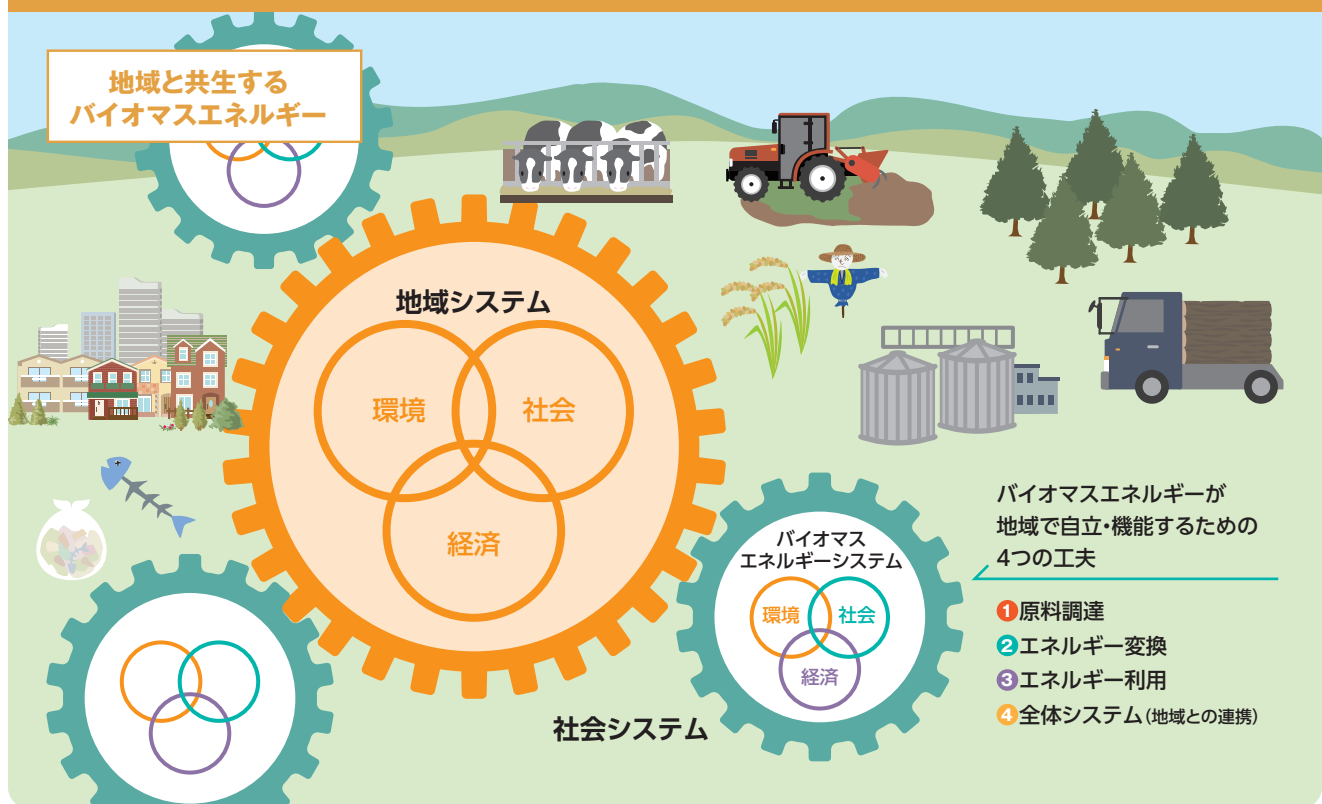 地域と共生する
バイオマスエネルギー
地域システム
環境
社会
経済
バイオマス
エネルギーシステム
環境
社会
経済
社会システム
バイオマスエネルギーが
地域で自立・機能するための
4つの工夫
❶原料調達
❷エネルギー変換
❸エネルギー利用
❹全体システム(地域との連携)